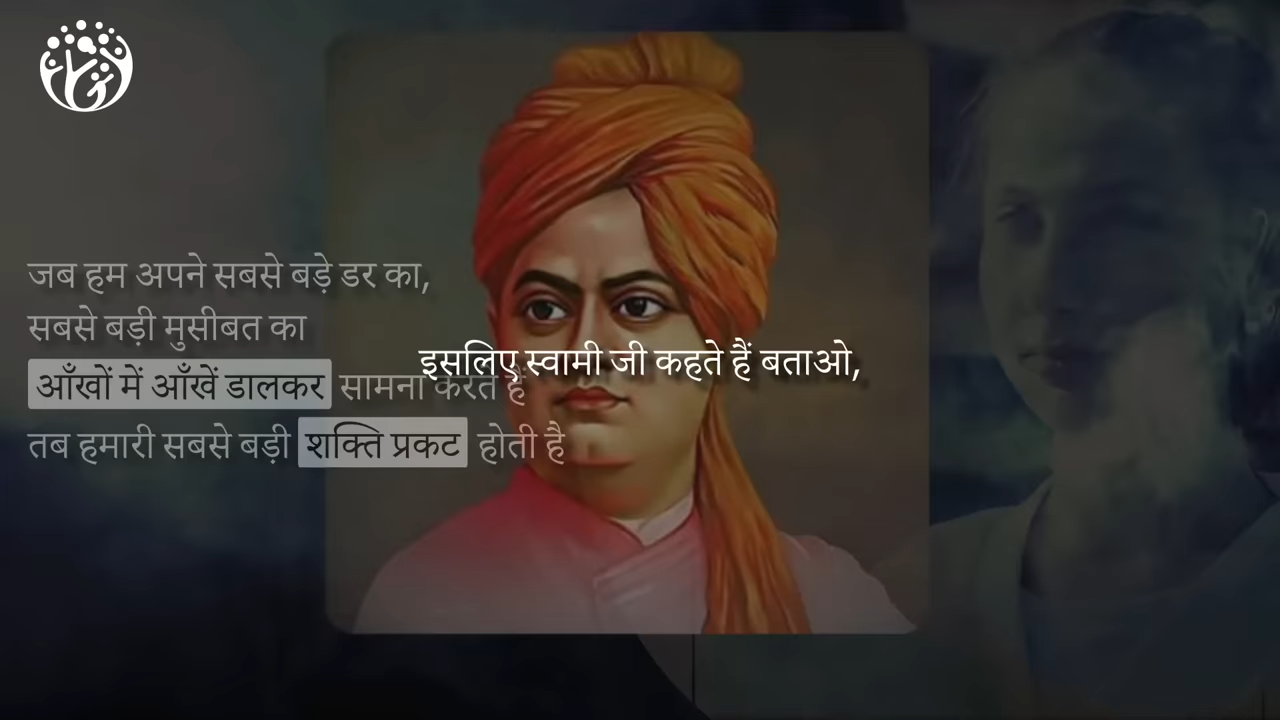 जब हम अपने सबसे बड़े डर का,
सबसे बड़ी मुसीबत का
आँखों में आँखें डालकर सामना करते हैं
तब हमारी सबसे बड़ी शक्ति प्रकट होती है
इसलिए स्वामी जी कहते हैं बताओ,